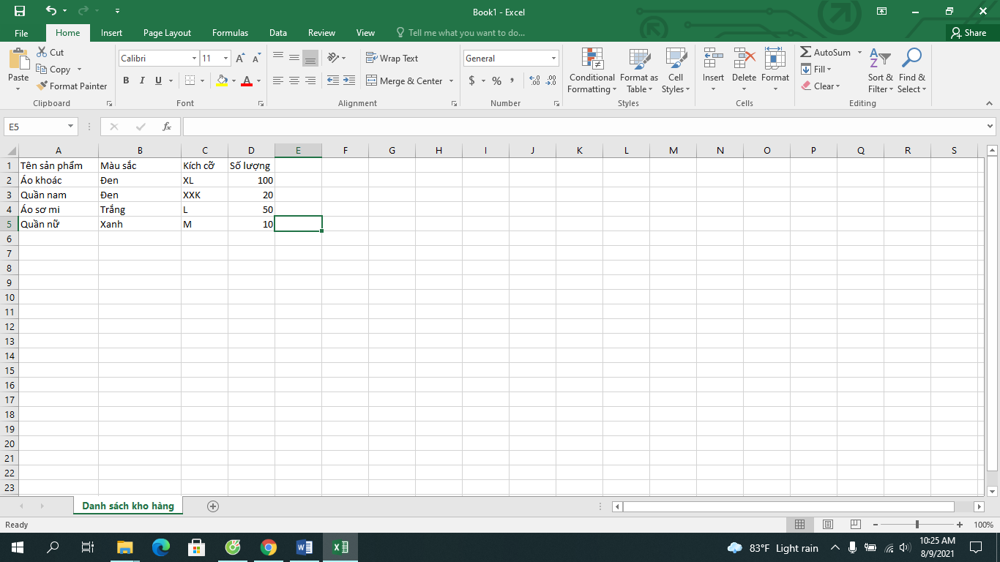 Book1 - Excel
File Home Insert Page Layout Formulas Data Review View Tell me what you want to do... Share
Paste Cut Copy Format Painter Clipboard
Calibri 11 B I U A Font
Wrap Text Merge & Center Alignment
General $ % , Number
Conditional Formatting Format as Table Cell Styles Styles
Insert Delete Format Cells
AutoSum Fill Clear Sort & Filter Find & Select Editing
E5 fx
A B C D E F G H I J K L M N O P Q R S
1 Tên sản phẩm Màu sắc Kích cỡ Số lượng
2 Áo khoác Đen XL 100
3 Quần nam Đen XXK 20
4 Áo sơ mi Trắng L 50
5 Quần nữ Xanh M 10
6
7
8
9
10
11
12
13
14
15
16
17
18
19
20
21
22
23
Danh sách kho hàng
Ready 100%
83°F Light rain 10:25 AM
8/9/2021